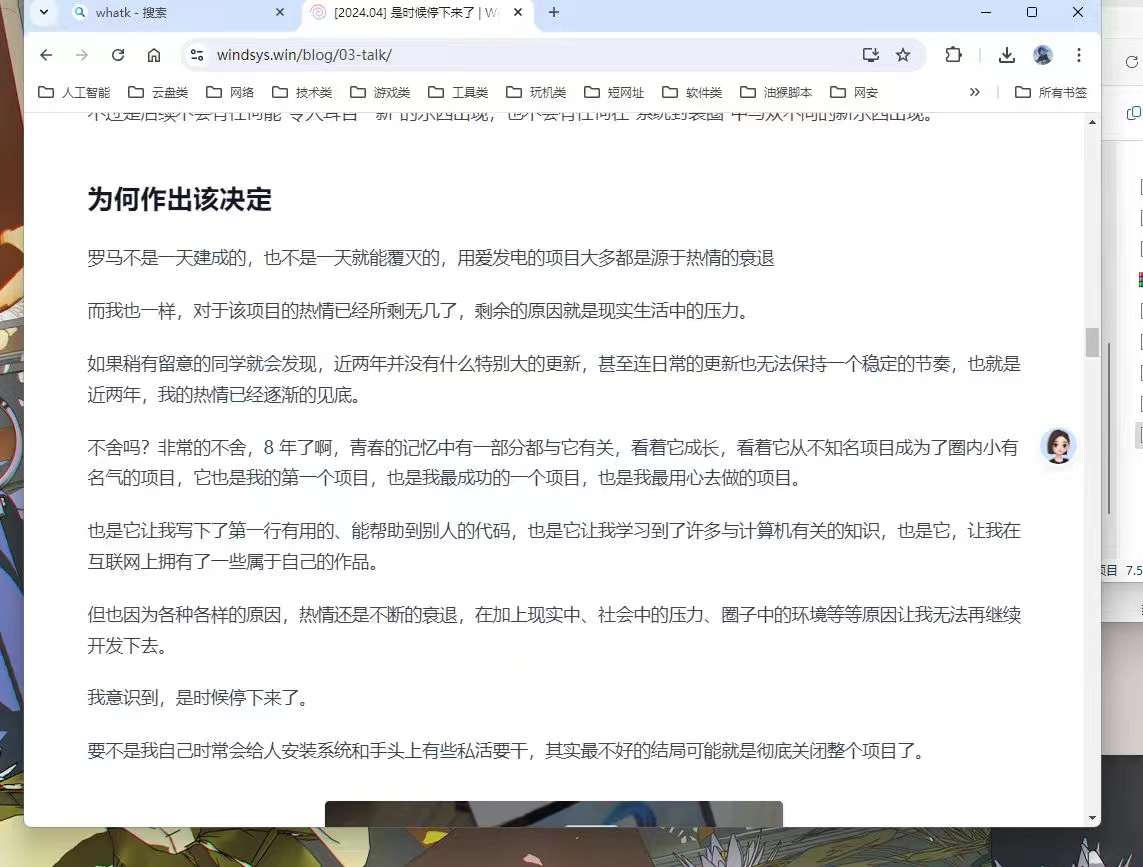 whatk - 搜索
[2024.04] 是时候停下来了 | W
windsys.win/blog/03-talk/
人工智能
云盘类
网络
技术类
游戏类
工具类
玩机类
短网址
软件类
油猴脚本
网安
所有书签
为何作出该决定
罗马不是一天建成的，也不是一天就能覆灭的，用爱发电的项目大多都是源于热情的衰退
而我也一样，对于该项目的热情已经所剩无几了，剩余的原因就是现实生活中的压力。
如果稍有留意的同学就会发现，近两年并没有什么特别大的更新，甚至连日常的更新也无法保持一个稳定的节奏，也就是
近两年，我的热情已经逐渐的见底。
不舍吗？非常的不舍，8 年了啊，青春的记忆中有一部分都与它有关，看着它成长，看着它从不知名项目成为了圈内小有
名气的项目，它也是我的第一个项目，也是我最成功的一个项目，也是我最用心去做的项目。
也是它让我写下了第一行有用的、能帮助到别人的代码，也是它让我学习到了许多与计算机有关的知识，也是它，让我在
互联网上拥有了一些属于自己的作品。
但也因为各种各样的原因，热情还是不断的衰退，在加上现实中、社会中的压力、圈子中的环境等等原因让我无法再继续
开发下去。
我意识到，是时候停下来了。
要不是我自己时常会给人安装系统和手头上有些私活要干，其实最不好的结局可能就是彻底关闭整个项目了。
项目 7.5